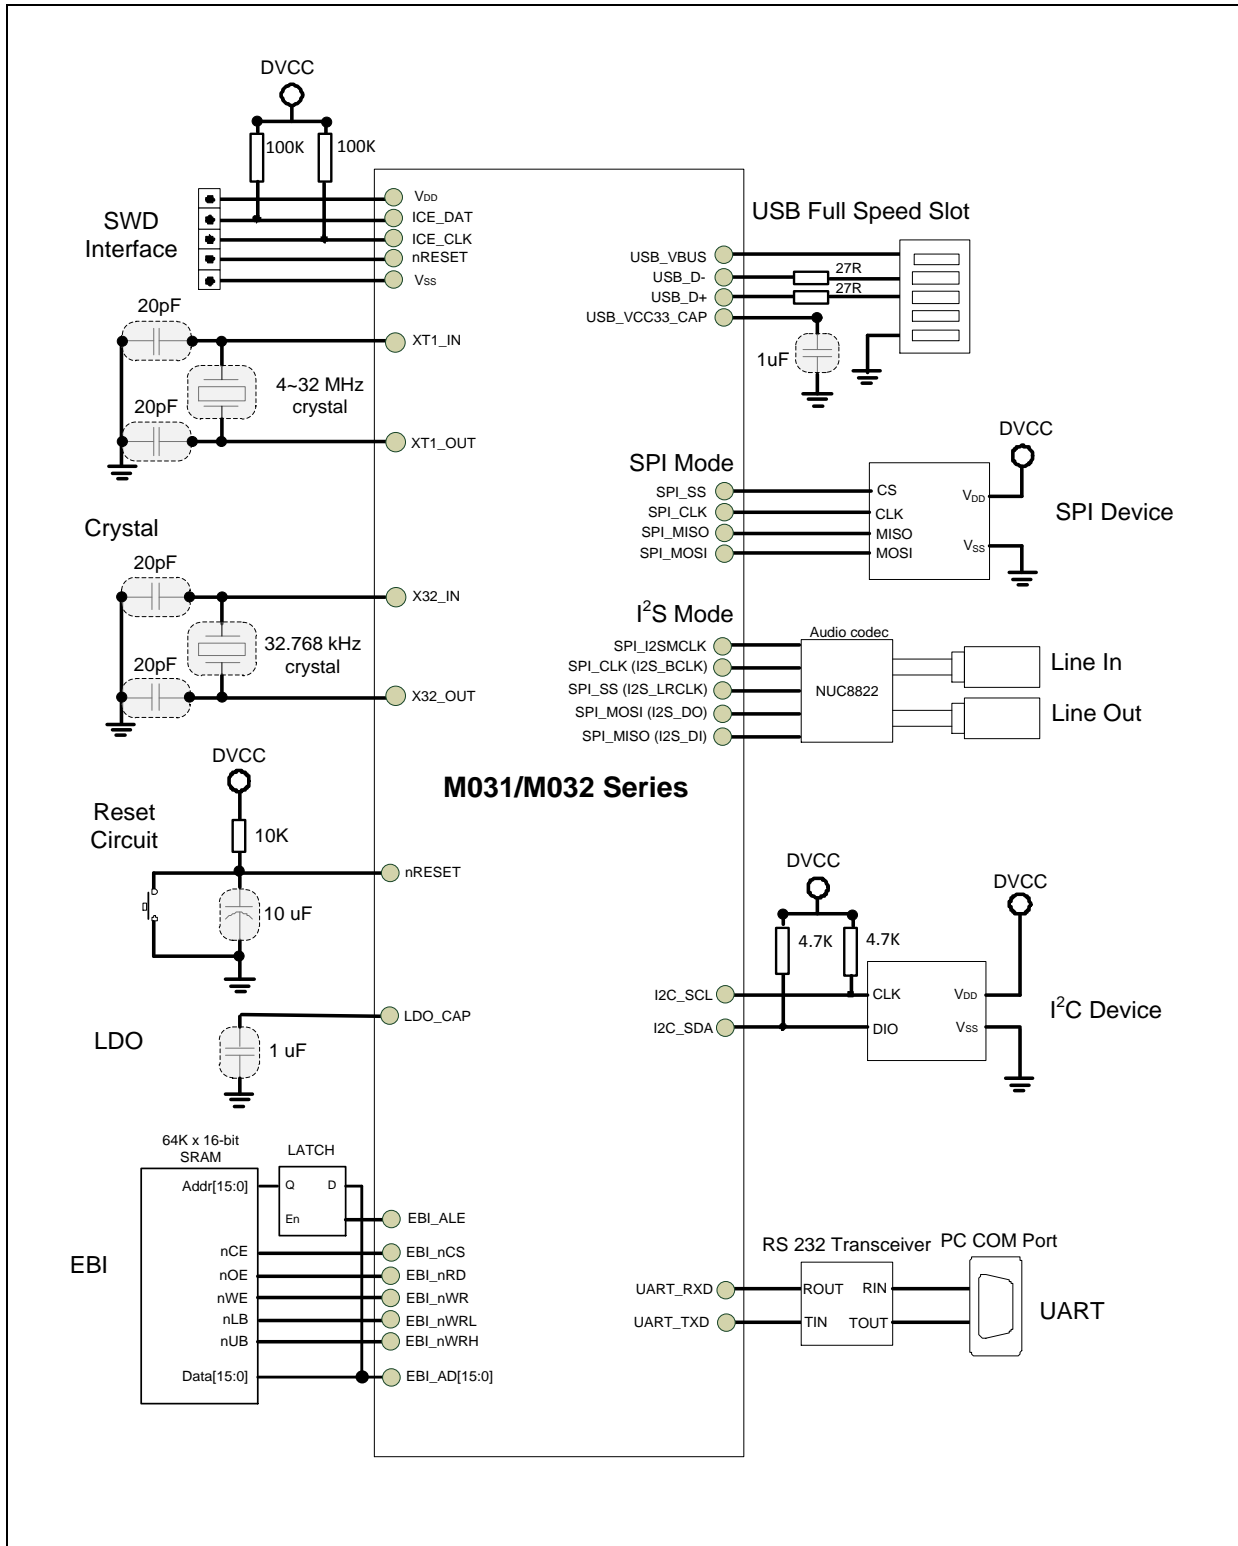 DVCC
100K 100K
SWD
Interface
VDD
ICE_DAT
ICE_CLK
nRESET
VSS
20pF
XT1_IN
4~32 MHz
crystal
20pF
XT1_OUT
Crystal
20pF
X32_IN
32.768 kHz
crystal
20pF
X32_OUT
DVCC
Reset
Circuit
10K
nRESET
10 uF
LDO_CAP
LDO
1 uF
64K x 16-bit
SRAM
LATCH
Addr[15:0]
Q D
En
EBI_ALE
EBI
nCE
EBI_nCS
nOE
EBI_nRD
nWE
EBI_nWR
nLB
EBI_nWRL
nUB
EBI_nWRH
Data[15:0]
EBI_AD[15:0]
M031/M032 Series
USB Full Speed Slot
USB_VBUS
USB_D-
27R
USB_D+
27R
USB_VCC33_CAP
1uF
DVCC
SPI Mode
SPI_SS
CS
VDD
SPI_CLK
CLK
SPI Device
SPI_MISO
MISO
VSS
SPI_MOSI
MOSI
I²S Mode
Audio codec
SPI_I2SMCLK
SPI_CLK (I2S_BCLK)
Line In
SPI_SS (I2S_LRCLK)
NUC8822
SPI_MOSI (I2S_DO)
Line Out
SPI_MISO (I2S_DI)
DVCC
DVCC
4.7K 4.7K
I2C_SCL
CLK
VDD
I²C Device
I2C_SDA
DIO
VSS
RS 232 Transceiver
PC COM Port
UART_RXD
ROUT RIN
UART
UART_TXD
TIN TOUT